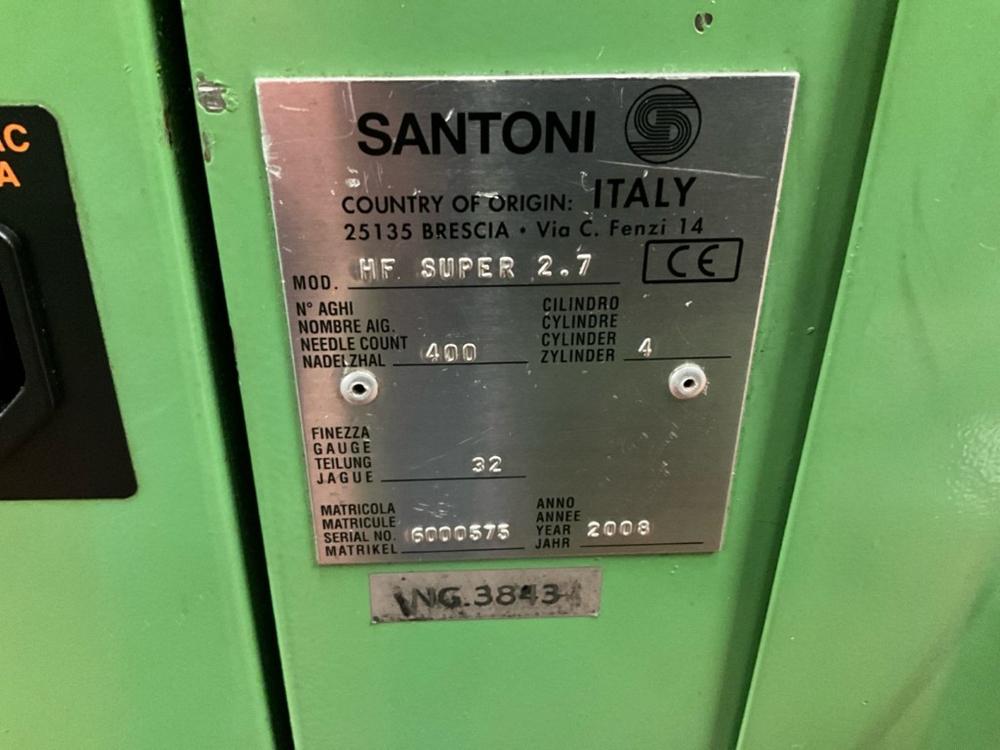 AC
A
SANTONI
COUNTRY OF ORIGIN: ITALY
25135 BRESCIA • Via C. Fenzi 14
MOD. HF SUPER 2.7 CE
N° AGHI
NOMBRE AIG.
NEEDLE COUNT
NADELZHAL 400
CILINDRO
CYLINDRE
CYLINDER
ZYLINDER 4
FINEZZA
GAUGE
TEILUNG
JAGUE 32
MATRICOLA
MATRICULE
SERIAL NO.
MATRIKEL 6000575
ANNO
ANNEE
YEAR
JAHR 2008
NG.3843